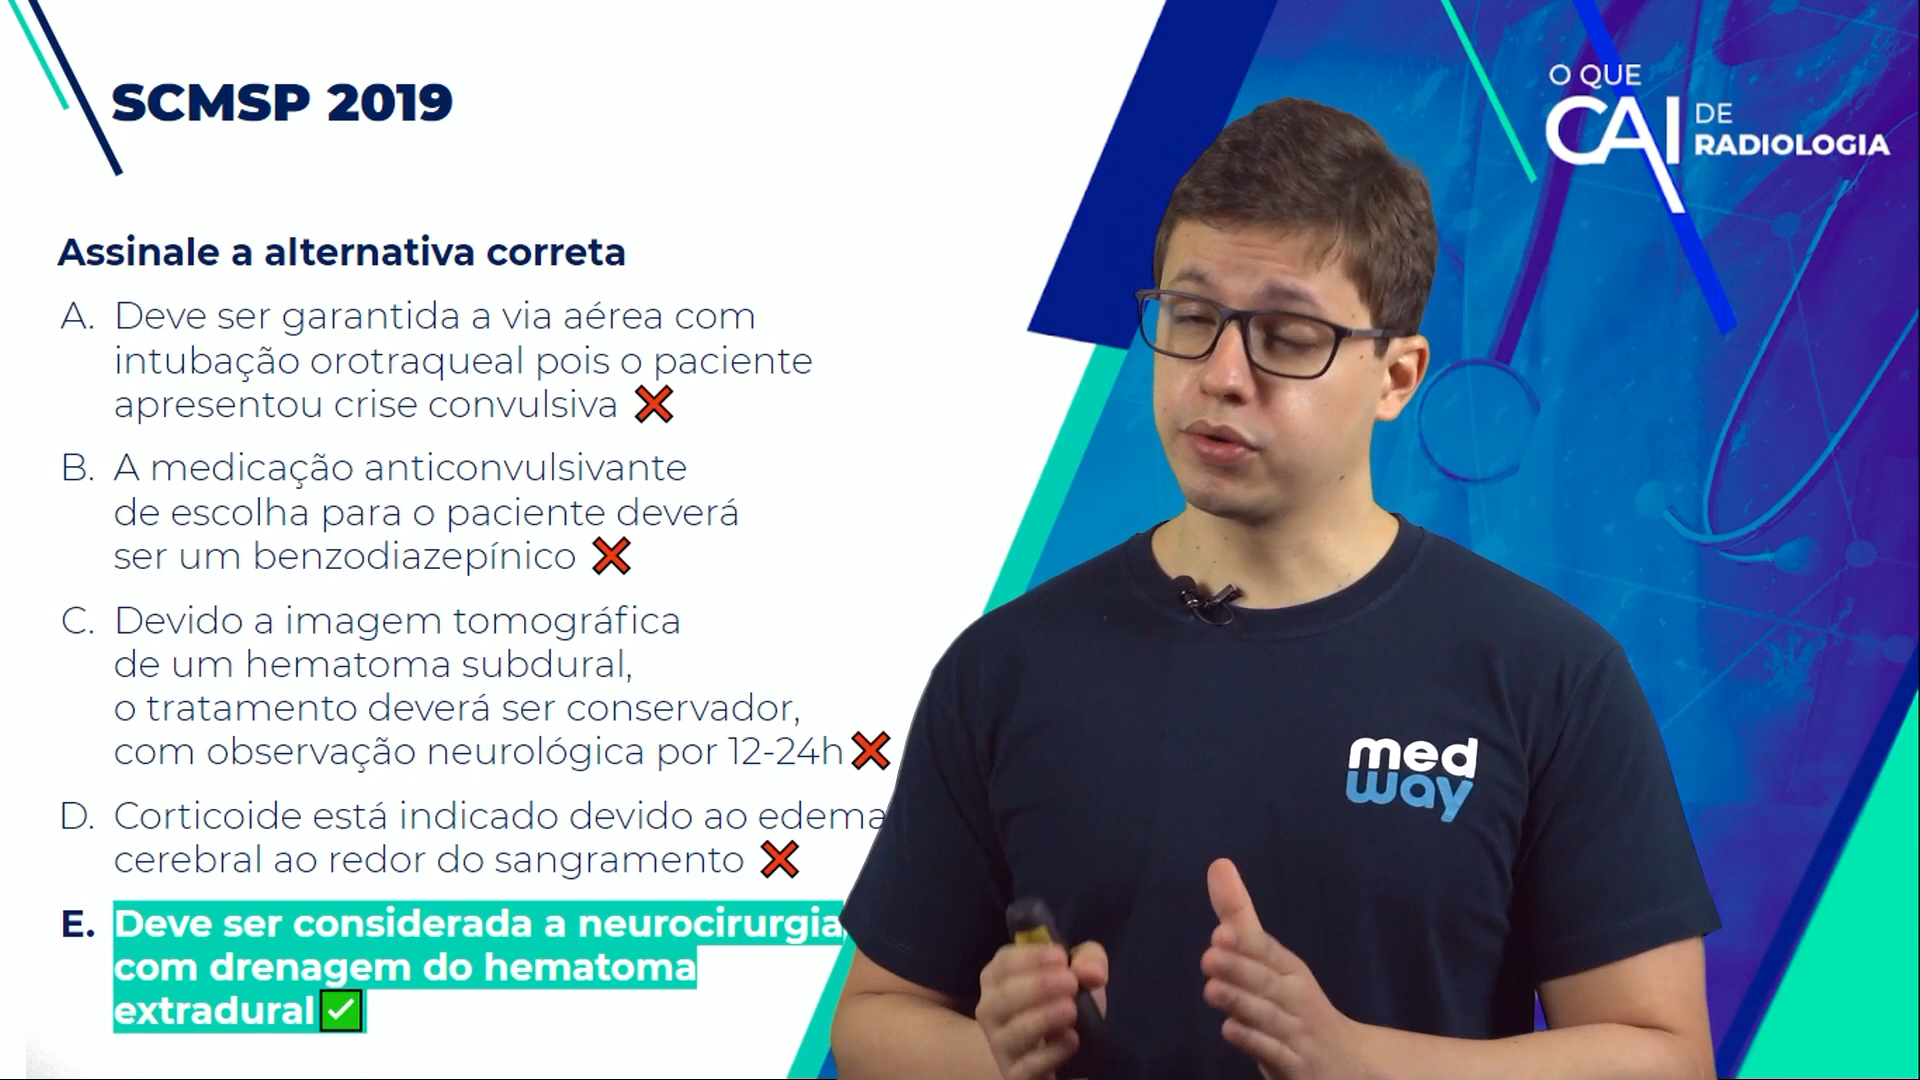 SCMSP 2019
O QUE
CAI DE
RADIOLOGIA
Assinale a alternativa correta
A. Deve ser garantida a via aérea com
intubação orotraqueal pois o paciente
apresentou crise convulsiva ❌
B. A medicação anticonvulsivante
de escolha para o paciente deverá
ser um benzodiazepínico ❌
C. Devido a imagem tomográfica
de um hematoma subdural,
o tratamento deverá ser conservador,
com observação neurológica por 12-24h ❌
D. Corticoide está indicado devido ao edema
cerebral ao redor do sangramento ❌
E. Deve ser considerada a neurocirurgia
com drenagem do hematoma
extradural ✅
med
way